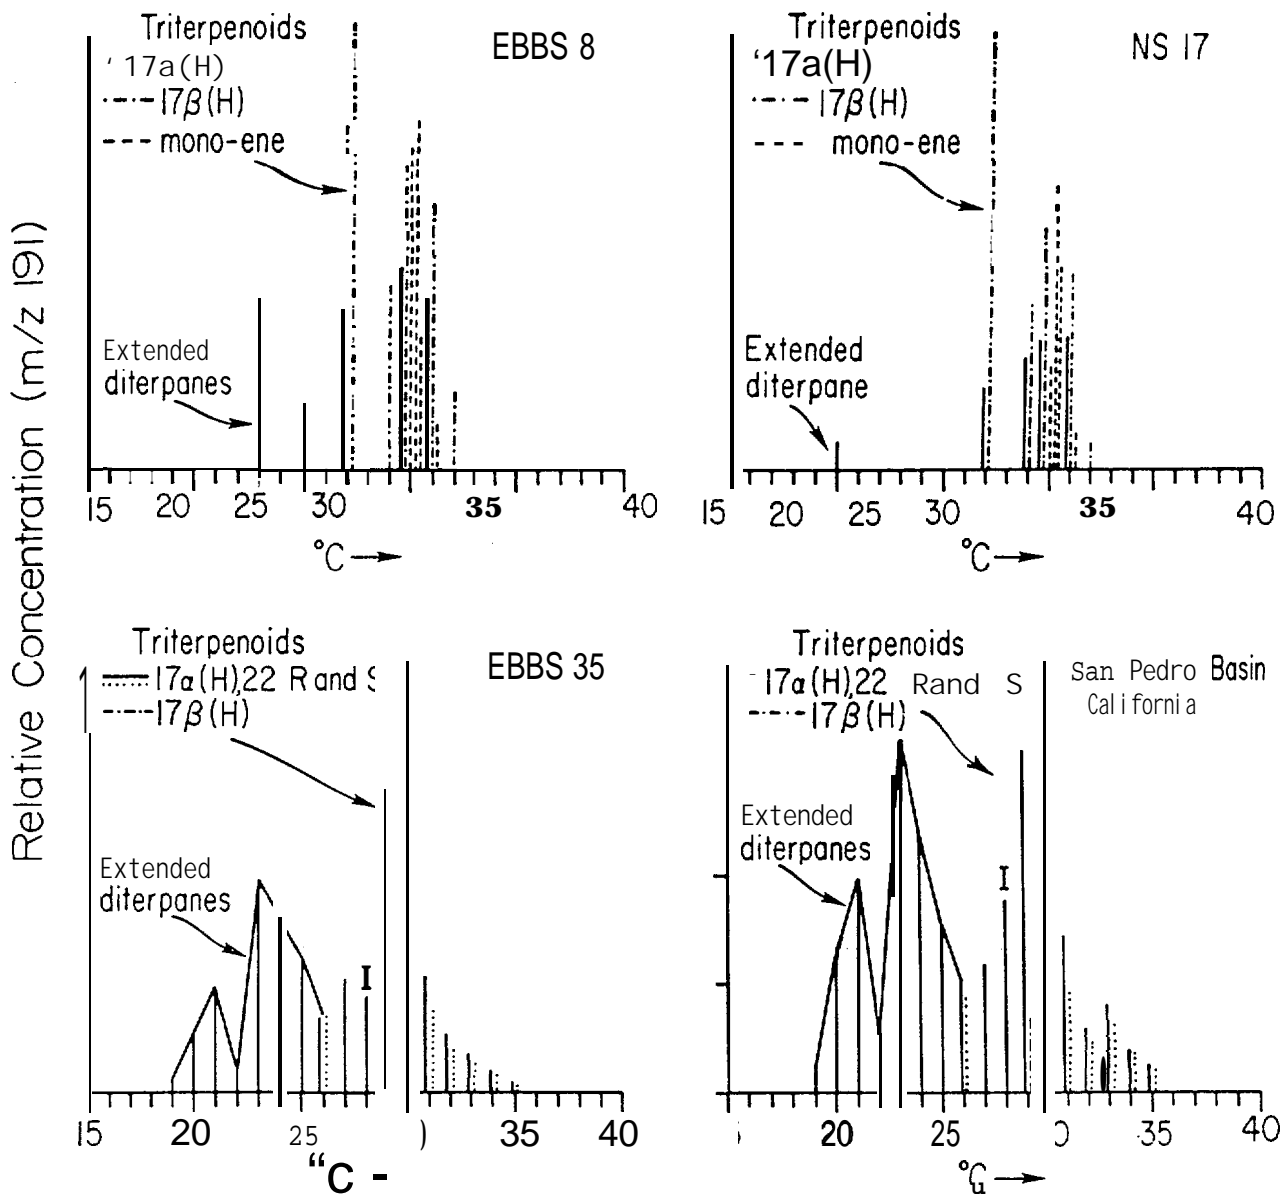 Relative Concentration (m/z 191)
Triterpenoids
' 17a(H)
17β(H)
mono-ene
EBBS 8
Extended
diterpanes
15 20 25 30 35 40
°C
Triterpenoids
'17a(H)
17β(H)
mono-ene
NS 17
Extended
diterpane
15 20 25 30 35 40
°C
Triterpenoids
17α(H),22 R and S
17β(H)
EBBS 35
Extended
diterpanes
I
15 20 25 ) 35 40
“C -
Triterpenoids
17α(H),22 Rand S
17β(H)
San Pedro Basin
California
Extended
diterpanes
I
20 25 0 35 40